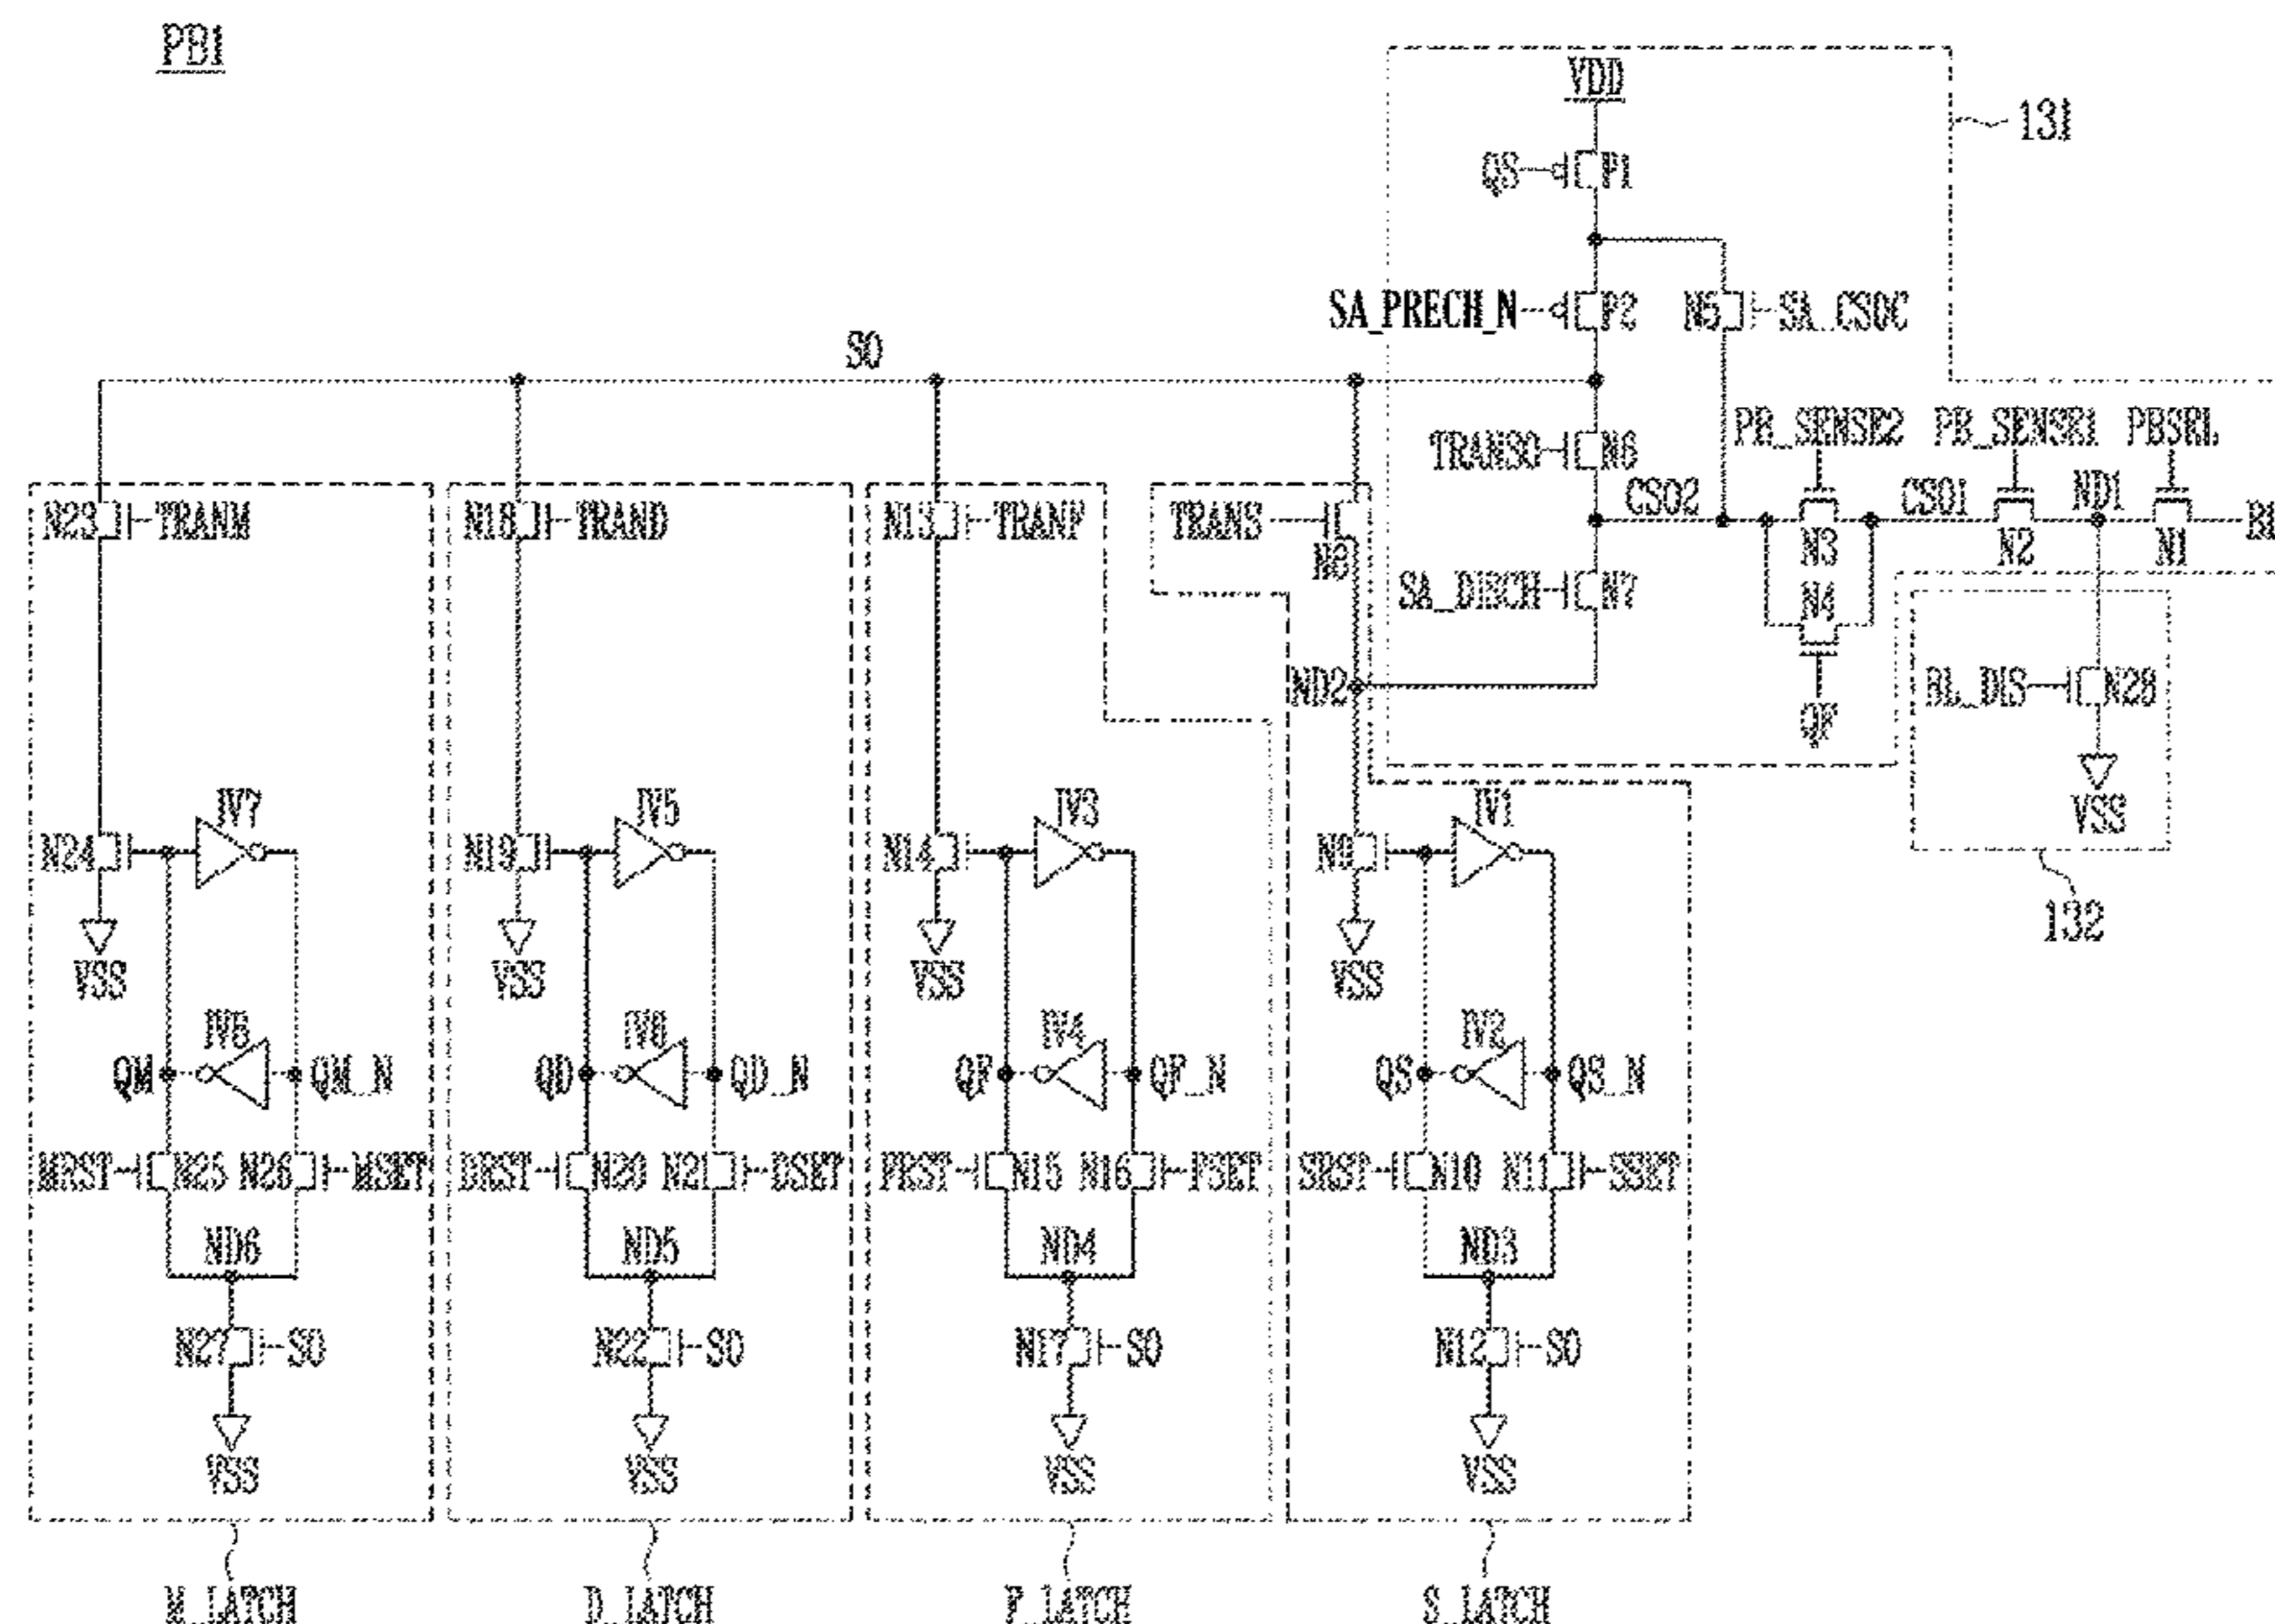 PB1
VDD
131
QS P1
SA_PRECH_N P2 N5 SA_CSOC
SO
PB_SENSE2 PB_SENSE1 PBSEL
TRANSO N6
CSO2 CSO1 ND1
N23 TRANM N18 TRAND N13 TRANF TRANS
N3 N2 N1
N8
SA_DISCH N7 N4
ND2 BL_DIS N28
QF
VSS
IV7 IV5 IV3 IV1
N24 N19 N14 N9
132
VSS VSS VSS VSS
IV8 IV6 IV4 IV2
QM QM_N QD QD_N QF QF_N QS QS_N
MRST N25 N26 MSET DRST N20 N21 DSET FRST N15 N16 FSET SRST N10 N11 SSET
ND6 ND5 ND4 ND3
N27 SO N22 SO N17 SO N12 SO
VSS VSS VSS VSS
M_LATCH D_LATCH F_LATCH S_LATCH